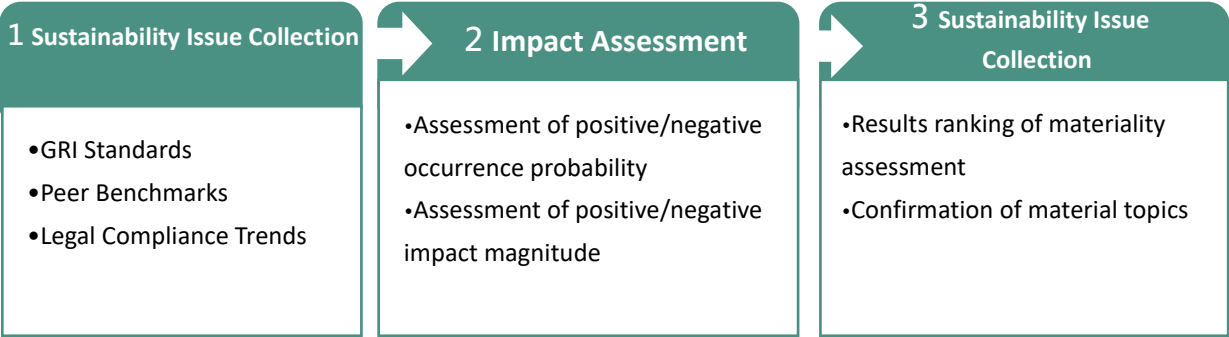 1 Sustainability Issue Collection
•GRI Standards
•Peer Benchmarks
•Legal Compliance Trends
2 Impact Assessment
•Assessment of positive/negative
occurrence probability
•Assessment of positive/negative
impact magnitude
3 Sustainability Issue
Collection
•Results ranking of materiality
assessment
•Confirmation of material topics